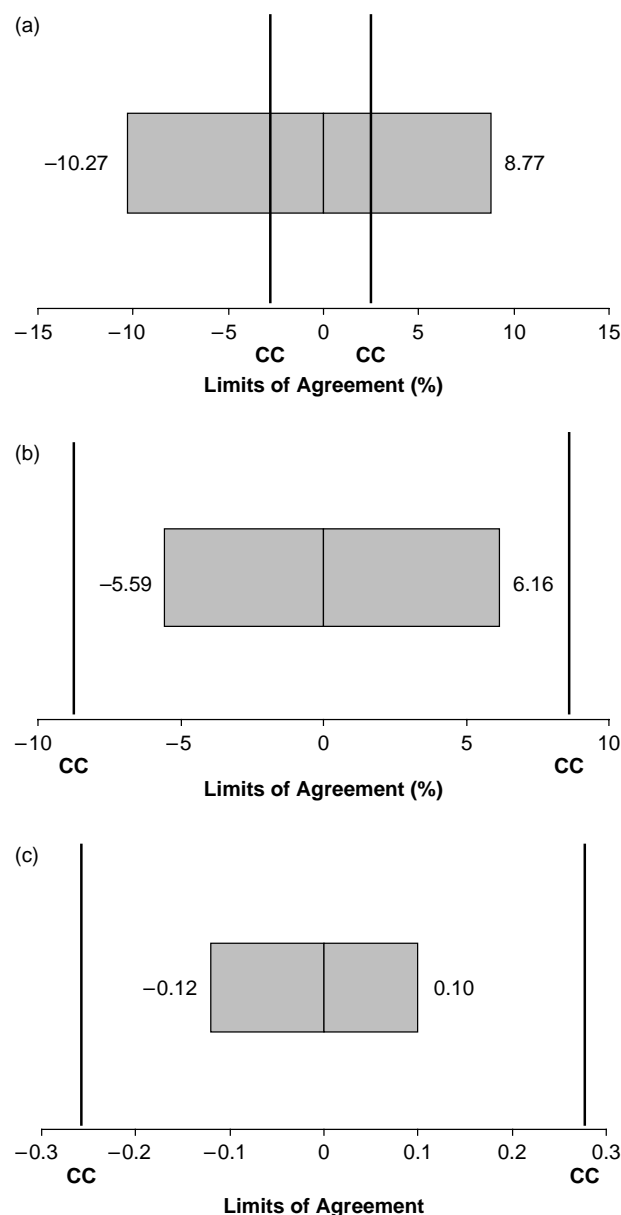 (a)
−10.27 8.77
−15 −10 −5 0 5 10 15
CC CC
Limits of Agreement (%)
(b)
−5.59 6.16
−10 −5 0 5 10
CC CC
Limits of Agreement (%)
(c)
−0.12 0.10
−0.3 −0.2 −0.1 0 0.1 0.2 0.3
CC CC
Limits of Agreement